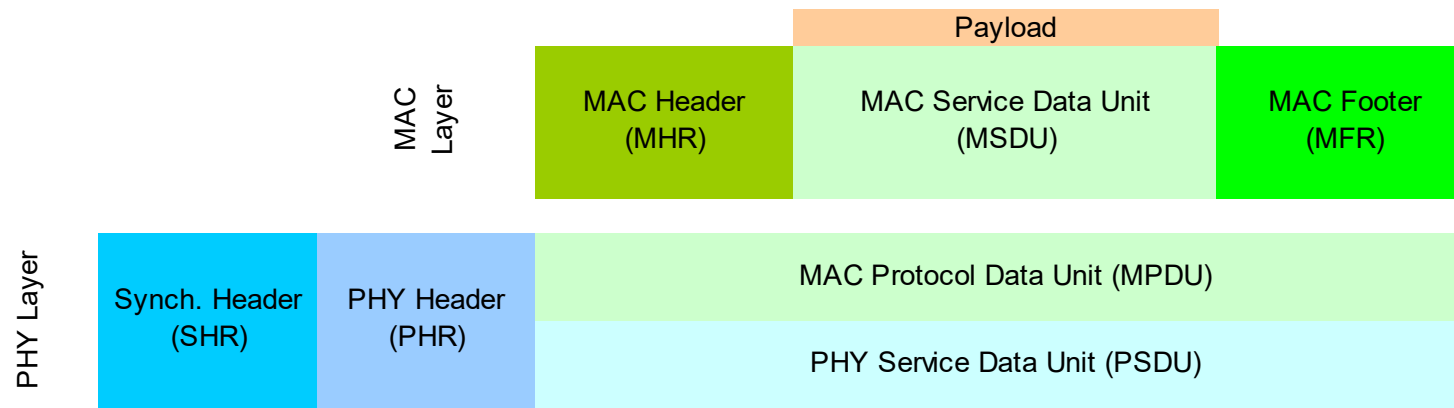 Payload
MAC
Layer
MAC Header
(MHR)
MAC Service Data Unit
(MSDU)
MAC Footer
(MFR)
PHY Layer
Synch. Header
(SHR)
PHY Header
(PHR)
MAC Protocol Data Unit (MPDU)
PHY Service Data Unit (PSDU)